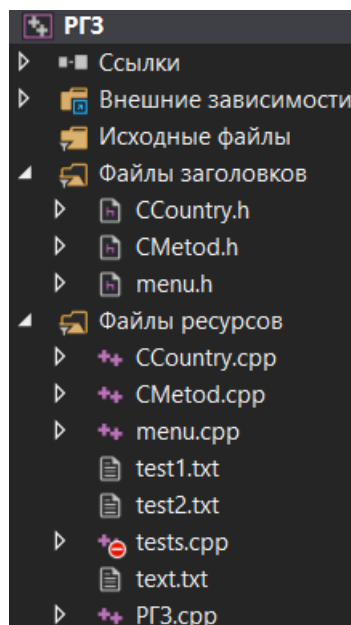 РГЗ
Ссылки
Внешние зависимости
Исходные файлы
Файлы заголовков
CCountry.h
CMetod.h
menu.h
Файлы ресурсов
CCountry.cpp
CMetod.cpp
menu.cpp
test1.txt
test2.txt
tests.cpp
text.txt
РГЗ.cpp